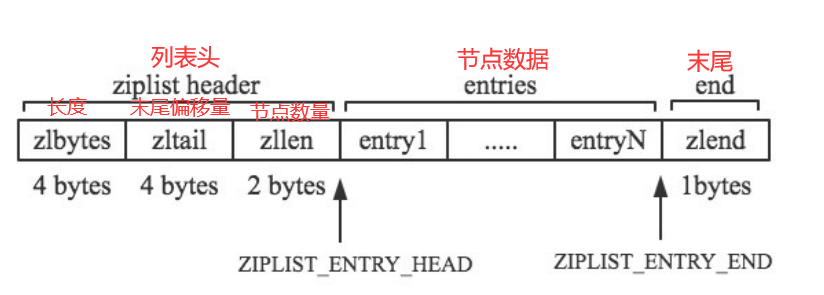 列表头 节点数据 末尾
ziplist header entries end
长度 末尾偏移量 节点数量
zlbytes zltail zllen entry1 ..... entryN zlend
4 bytes 4 bytes 2 bytes 1bytes
ZIPLIST_ENTRY_HEAD ZIPLIST_ENTRY_END